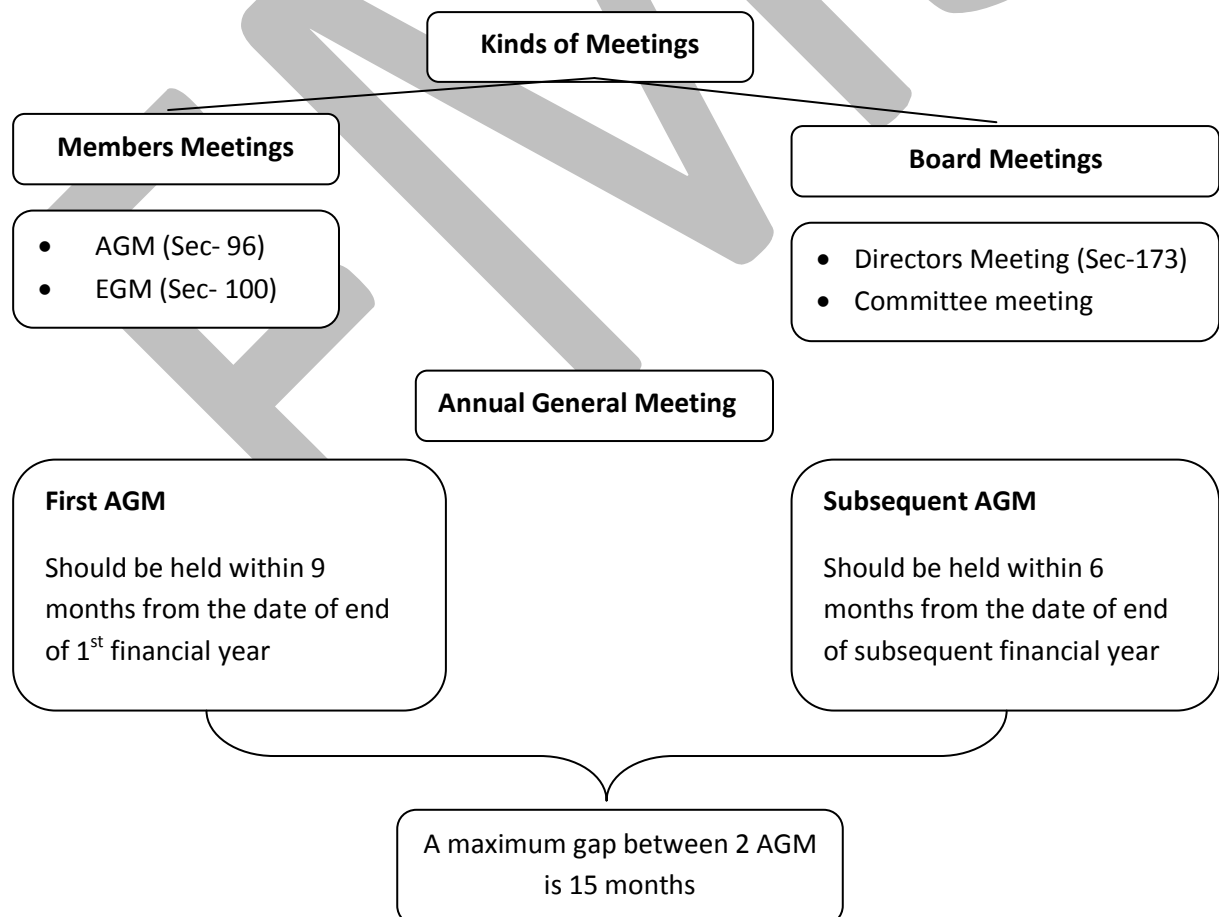 Kinds of Meetings
Members Meetings
Board Meetings
• AGM (Sec- 96)
• EGM (Sec- 100)
• Directors Meeting (Sec-173)
• Committee meeting
Annual General Meeting
First AGM
Should be held within 9
months from the date of end
of 1st financial year
Subsequent AGM
Should be held within 6
months from the date of end
of subsequent financial year
A maximum gap between 2 AGM
is 15 months